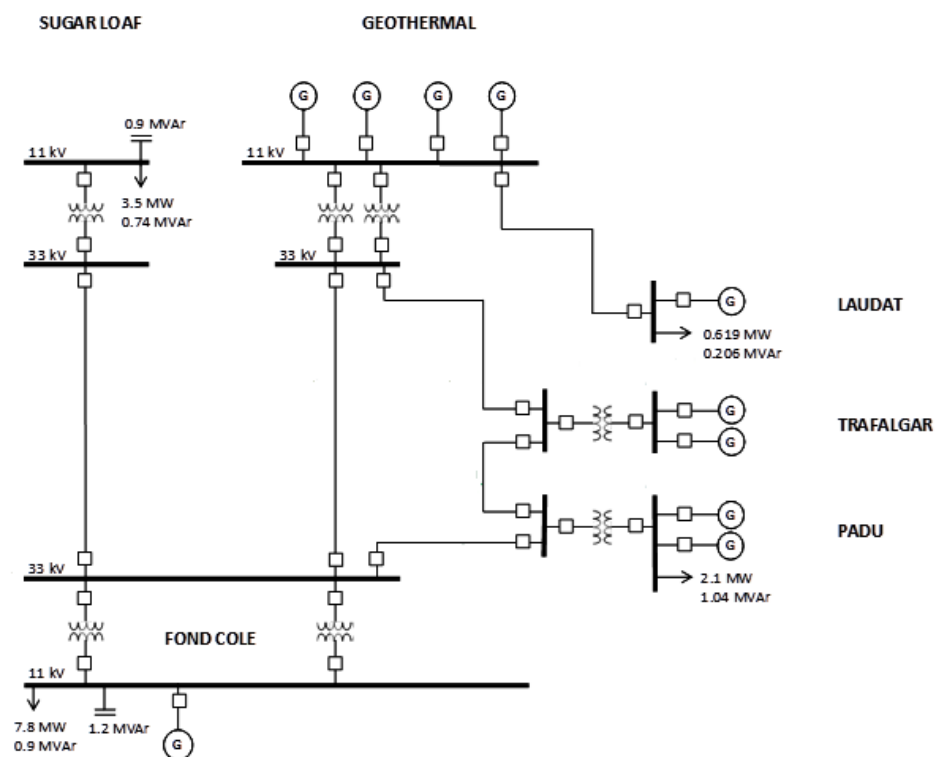 SUGAR LOAF
GEOTHERMAL
G
G
G
G
0.9 MVAr
11 kV
11 kV
3.5 MW
0.74 MVAr
33 kV
33 kV
G
LAUDAT
0.619 MW
0.206 MVAr
G
TRAFALGAR
G
G
PADU
G
33 kV
2.1 MW
1.04 MVAr
FOND COLE
11 kV
7.8 MW
0.9 MVAr
1.2 MVAr
G